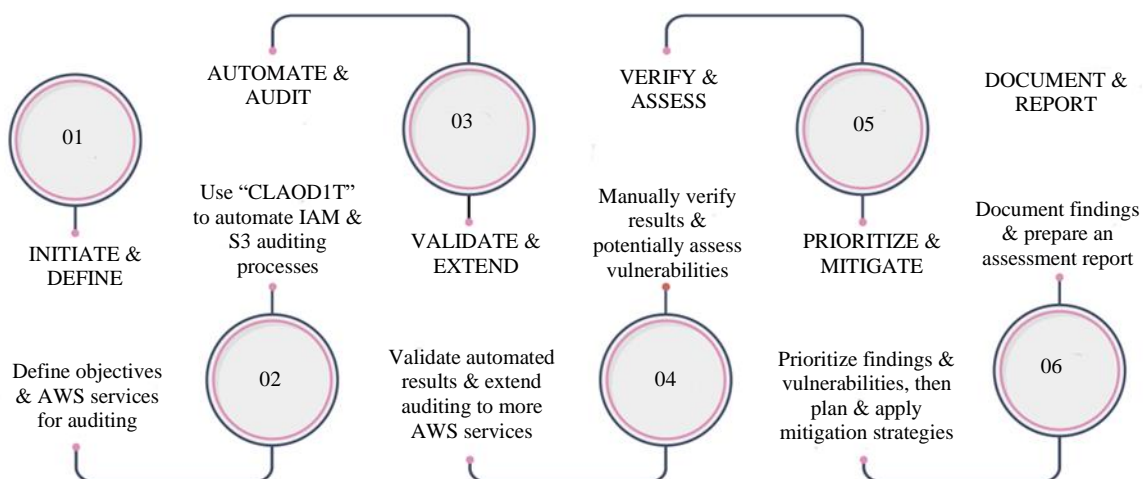 01
INITIATE &
DEFINE
Define objectives
& AWS services
for auditing
AUTOMATE &
AUDIT
Use “CLAOD1T”
to automate IAM &
S3 auditing
processes
02
03
VALIDATE &
EXTEND
Validate automated
results & extend
auditing to more
AWS services
VERIFY &
ASSESS
Manually verify
results &
potentially assess
vulnerabilities
04
05
PRIORITIZE &
MITIGATE
Prioritize findings &
vulnerabilities, then
plan & apply
mitigation strategies
DOCUMENT &
REPORT
Document findings
& prepare an
assessment report
06